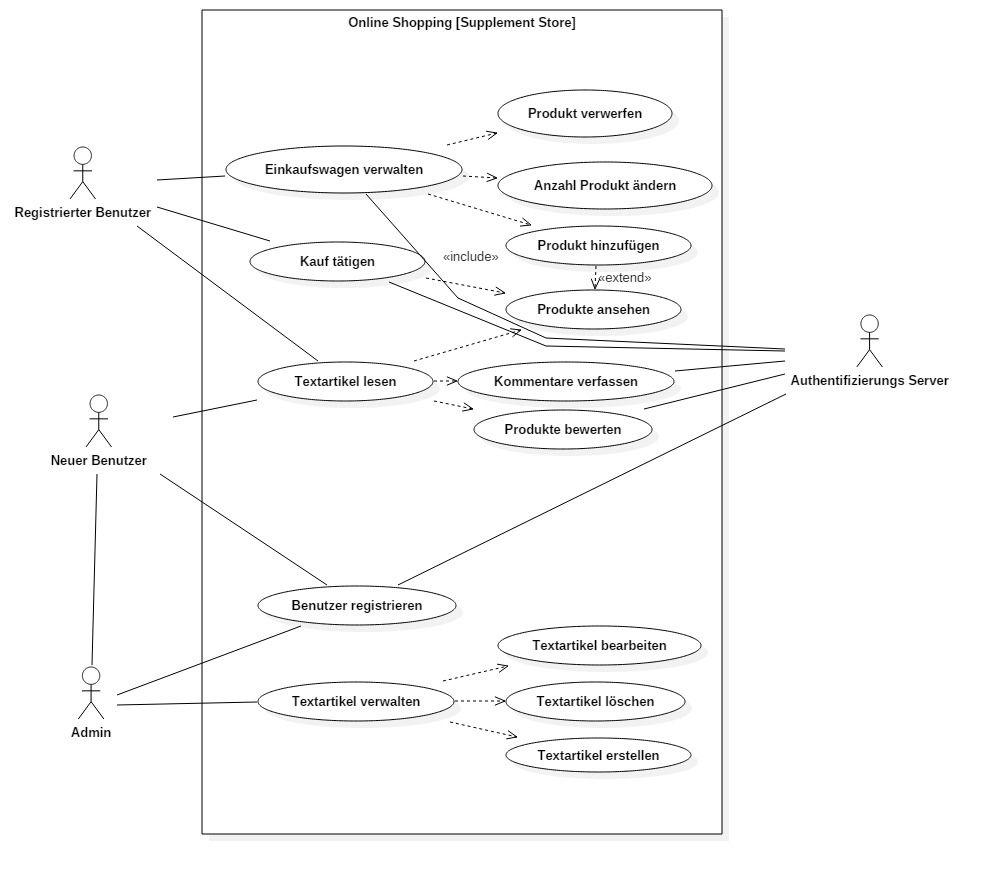 Online Shopping [Supplement Store]
Produkt verwerfen
Einkaufswagen verwalten
Anzahl Produkt ändern
Registrierter Benutzer
Produkt hinzufügen
Kauf tätigen
«include»
«extend»
Produkte ansehen
Textartikel lesen
Kommentare verfassen
Authentifizierungs Server
Produkte bewerten
Neuer Benutzer
Benutzer registrieren
Textartikel bearbeiten
Textartikel verwalten
Textartikel löschen
Admin
Textartikel erstellen